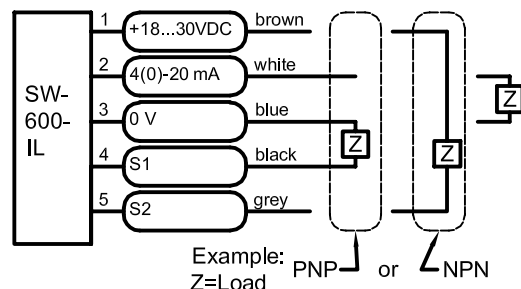 1 +18...30VDC brown
2 4(0)-20 mA white
SW-
600-
IL
3 0 V blue
4 S1 black
5 S2 grey
Z
Z
Z
Example:
Z=Load
PNP or NPN